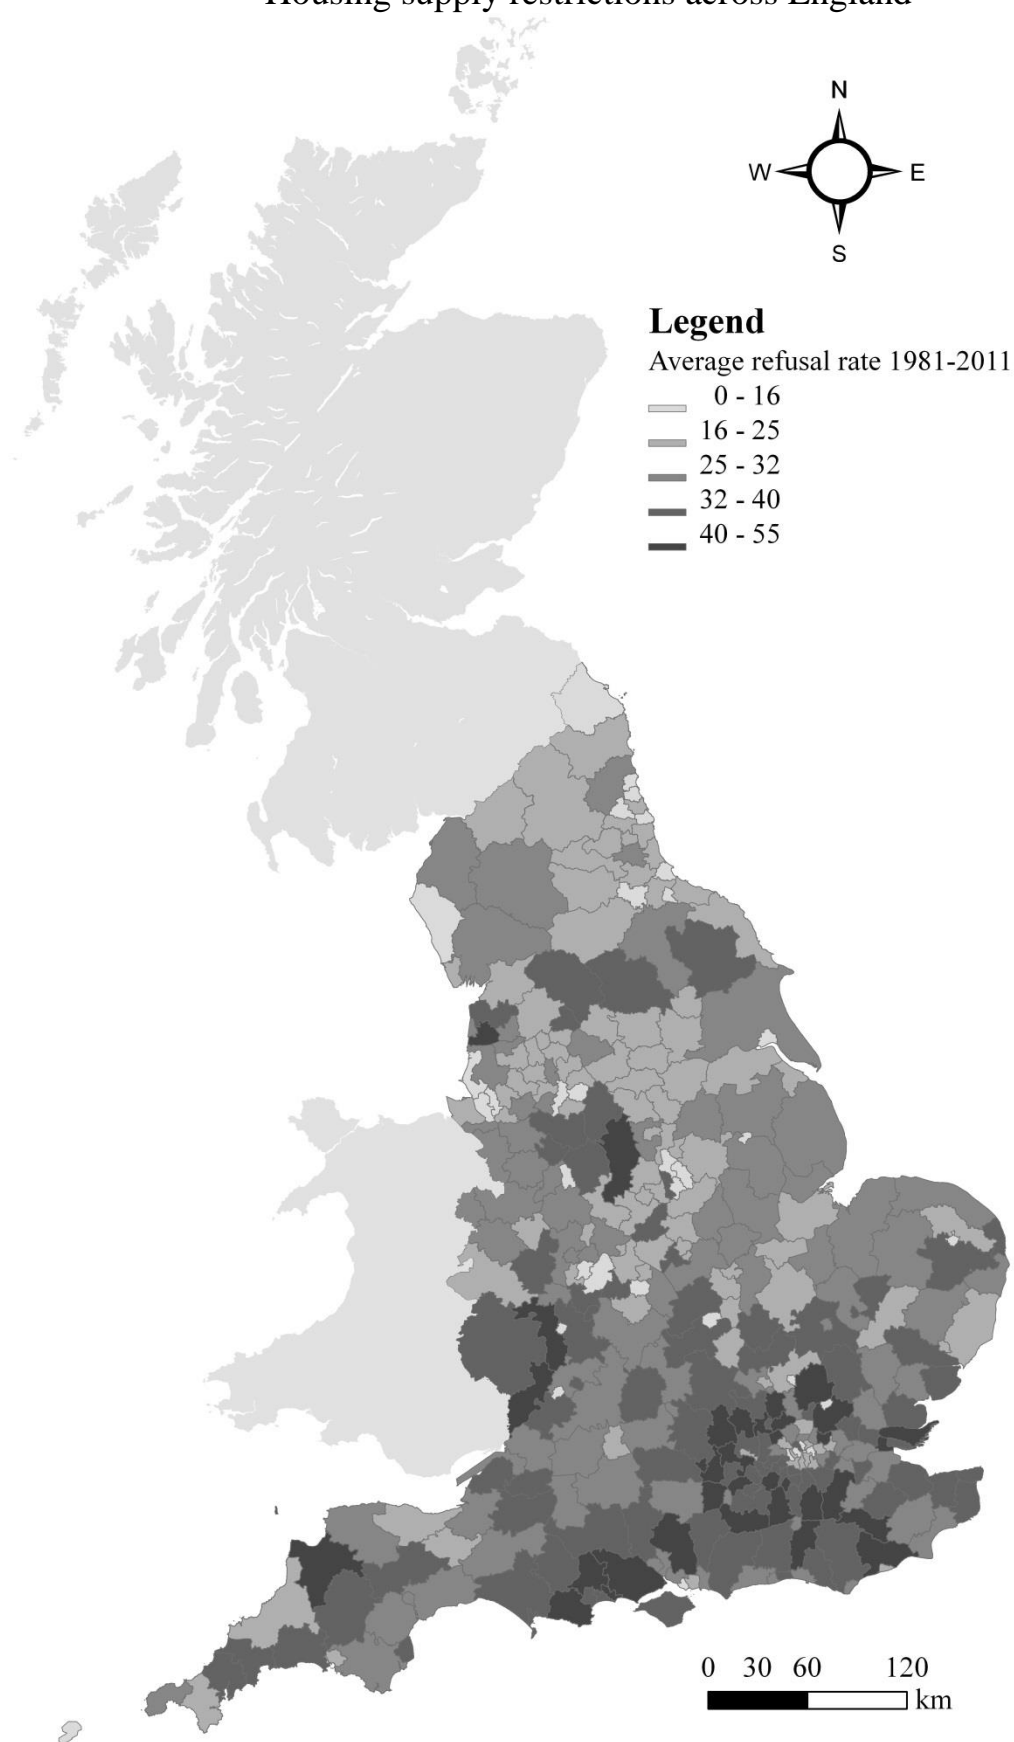 Housing supply restrictions across England
N
W E
S
Legend
Average refusal rate 1981-2011
0 - 16
16 - 25
25 - 32
32 - 40
40 - 55
0 30 60 120
km